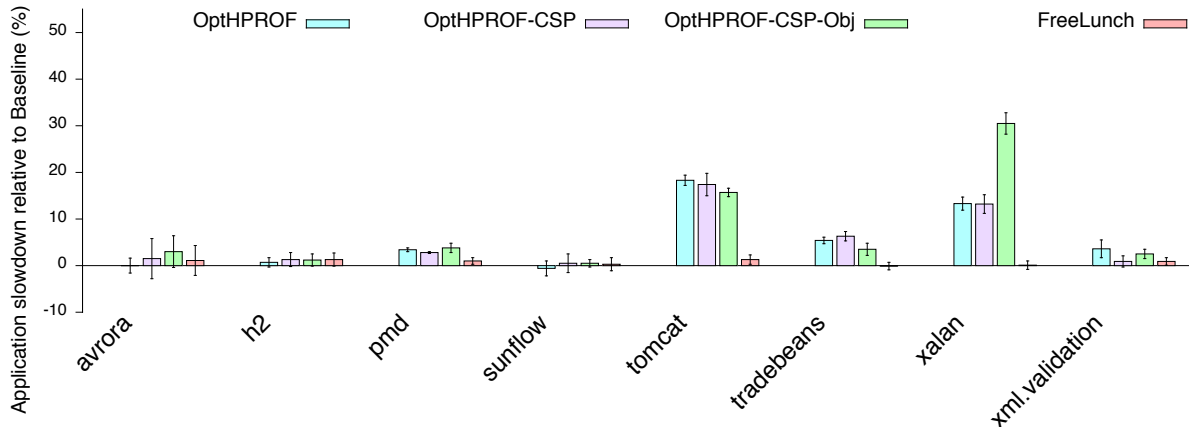 OptHPROF OptHPROF-CSP OptHPROF-CSP-Obj FreeLunch
Application slowdown relative to Baseline (%)
50
40
30
20
10
0
-10
avrora h2 pmd sunflow tomcat tradebeans xalan xml.validation